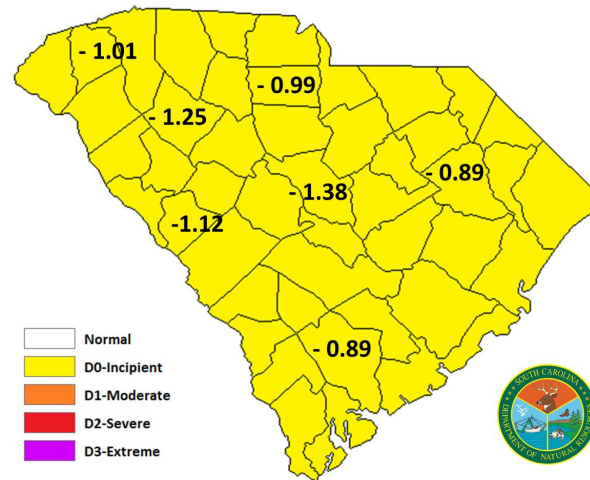 - 1.01
- 0.99
- 1.25
- 0.89
- 1.38
-1.12
- 0.89
Normal
D0-Incipient
D1-Moderate
D2-Severe
D3-Extreme
SOUTH CAROLINA
DEPARTMENT OF NATURAL RESOURCES